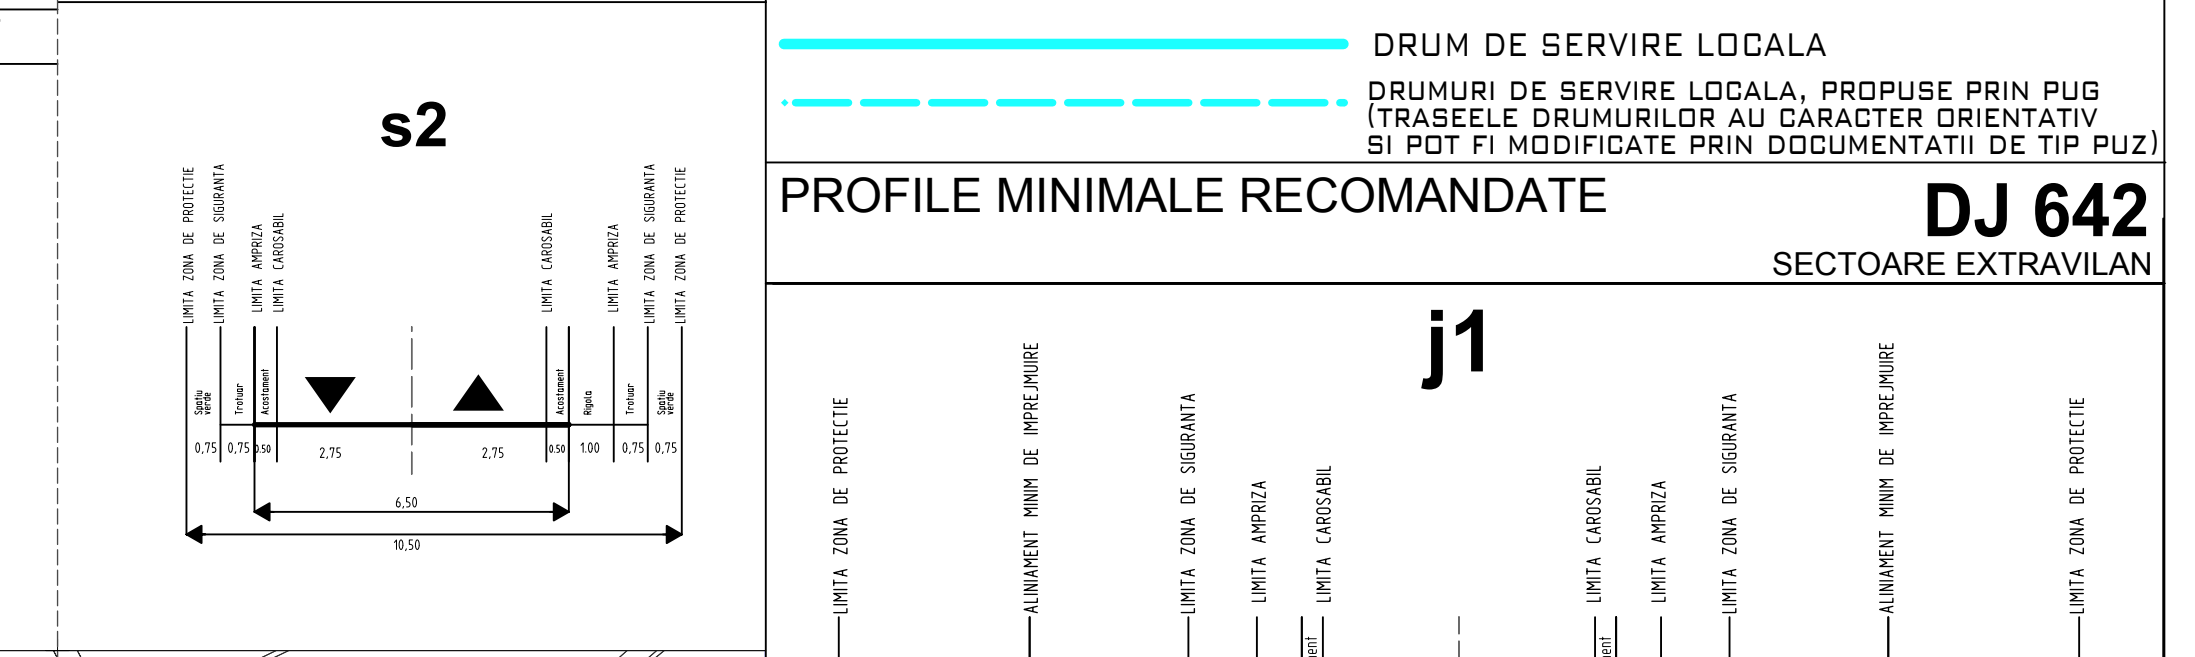 s2
LIMITA ZONA DE PROTECTIE
LIMITA ZONA DE SIGURANTA
LIMITA AMPRIZA
LIMITA CAROSABIL
LIMITA CAROSABIL
LIMITA AMPRIZA
LIMITA ZONA DE SIGURANTA
LIMITA ZONA DE PROTECTIE
Spatiu
verde
Trotuar
Acostament
Acostament
Rigola
Trotuar
Spatiu
verde
0,75 0,75 0.50 2,75 2,75 0.50 1.00 0,75 0,75
6,50
10,50
DRUM DE SERVIRE LOCALA
DRUMURI DE SERVIRE LOCALA, PROPUSE PRIN PUG
(TRASEELE DRUMURILOR AU CARACTER ORIENTATIV
SI POT FI MODIFICATE PRIN DOCUMENTATII DE TIP PUZ)
PROFILE MINIMALE RECOMANDATE
DJ 642
SECTOARE EXTRAVILAN
j1
LIMITA ZONA DE PROTECTIE
ALINIAMENT MINIM DE IMPREJMUIRE
LIMITA ZONA DE SIGURANTA
LIMITA AMPRIZA
LIMITA CAROSABIL
LIMITA CAROSABIL
LIMITA AMPRIZA
LIMITA ZONA DE SIGURANTA
ALINIAMENT MINIM DE IMPREJMUIRE
LIMITA ZONA DE PROTECTIE